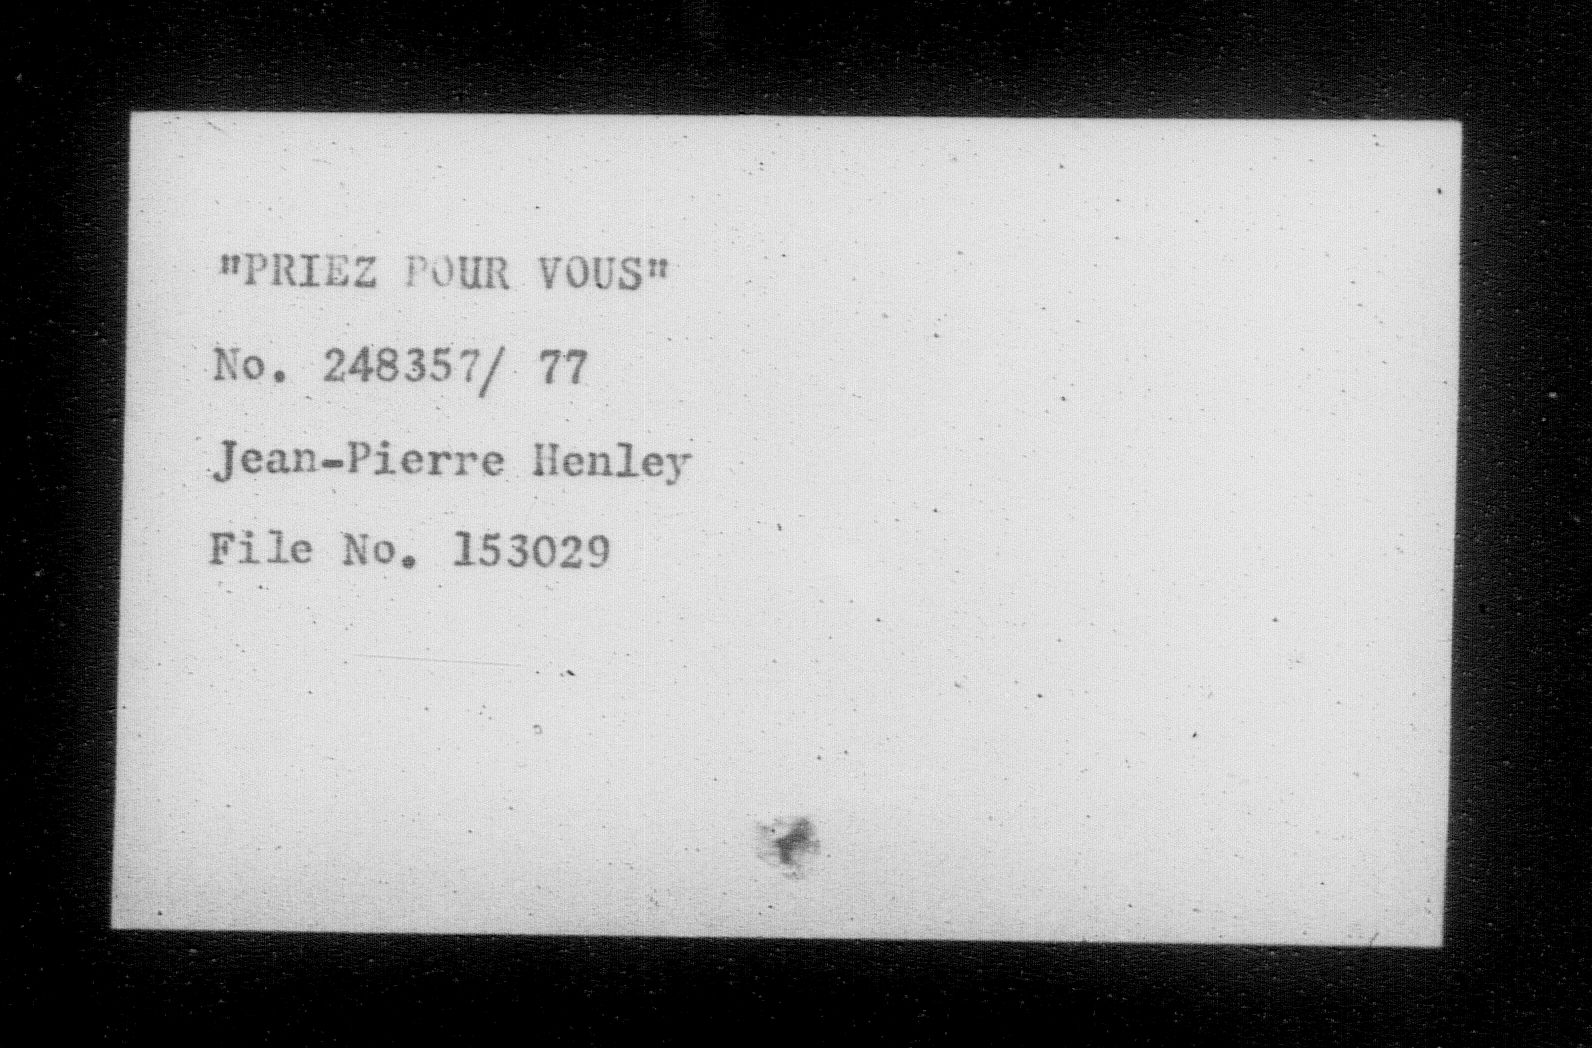 "PRIEZ POUR VOUS"
No. 248357/ 77
Jean-Pierre Henley
File No. 153029